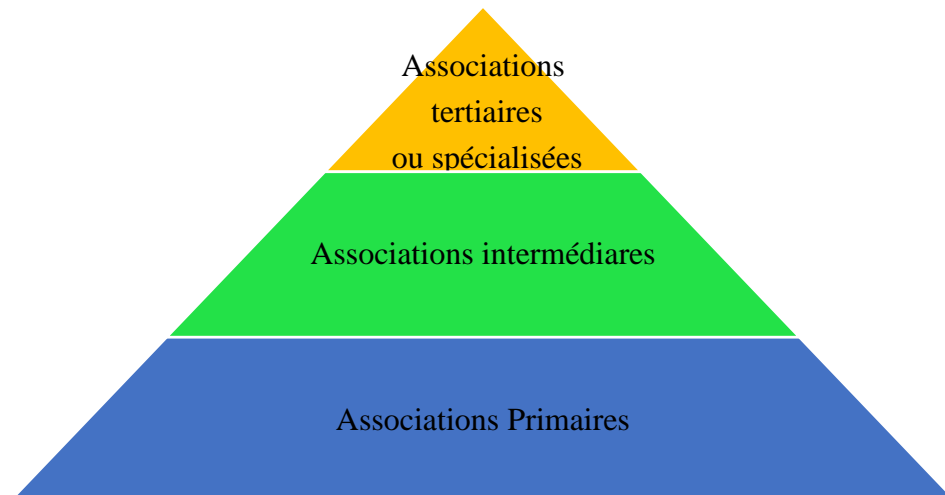 Associations
tertiaires
ou spécialisées
Associations intermédiares
Associations Primaires